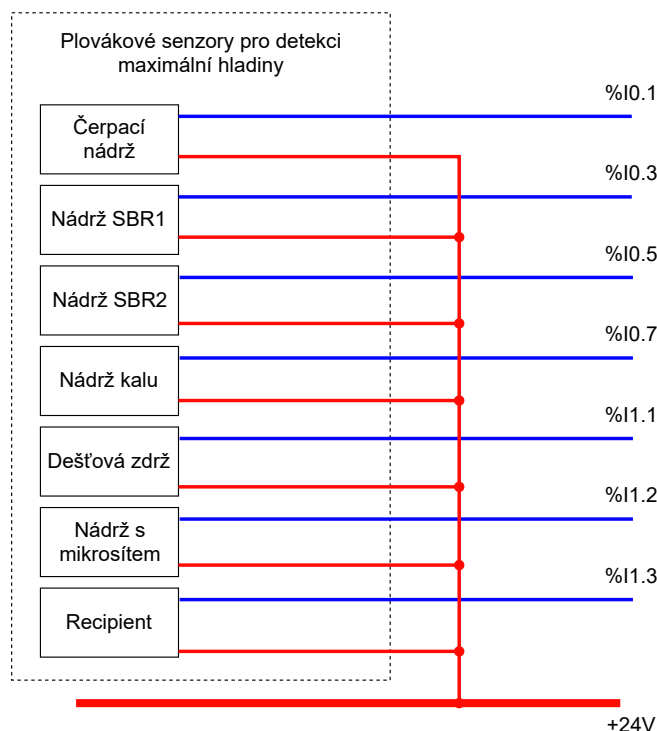 Plovákové senzory pro detekci
maximální hladiny
%I0.1
Čerpací
nádrž
%I0.3
Nádrž SBR1
%I0.5
Nádrž SBR2
%I0.7
Nádrž kalu
%I1.1
Dešťová zdrž
%I1.2
Nádrž s
mikrosítem
%I1.3
Recipient
+24V